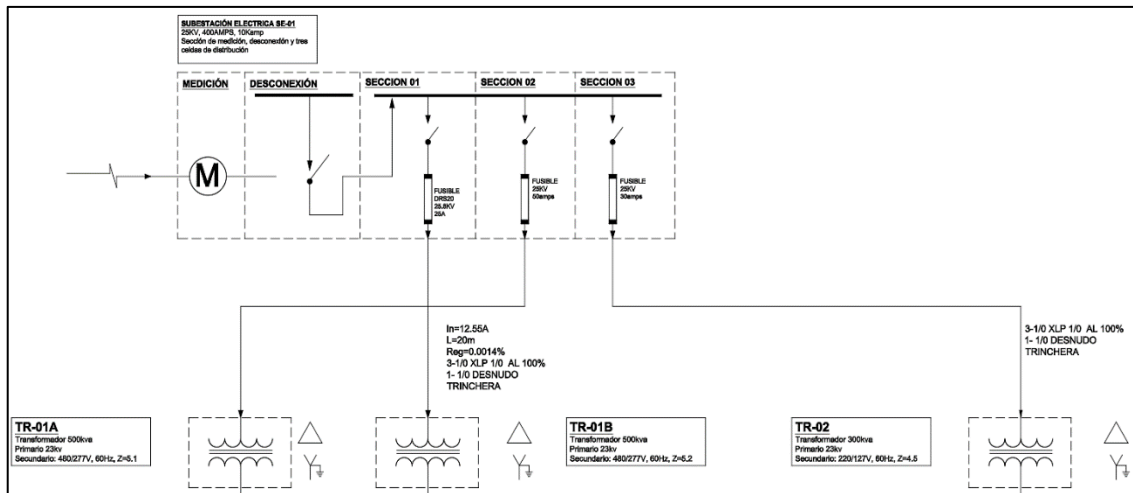 SUBESTACIÓN ELECTRICA SE-01
25KV, 400AMPS, 10Kamp
Sección de medición, desconexión y tres
celdas de distribución
MEDICIÓN
DESCONEXIÓN
SECCION 01
SECCION 02
SECCION 03
M
FUSIBLE
DRS20
25.8KV
25A
FUSIBLE
25KV
50amps
FUSIBLE
25KV
30amps
In=12.55A
L=20m
Reg=0.0014%
3-1/0 XLP 1/0 AL 100%
1- 1/0 DESNUDO
TRINCHERA
3-1/0 XLP 1/0 AL 100%
1- 1/0 DESNUDO
TRINCHERA
TR-01A
Transformador 500kva
Primario 23kv
Secundario: 480/277V, 60Hz, Z=5.1
TR-01B
Transformador 500kva
Primario 23kv
Secundario: 480/277V, 60Hz, Z=5.2
TR-02
Transformador 300kva
Primario 23kv
Secundario: 220/127V, 60Hz, Z=4.5